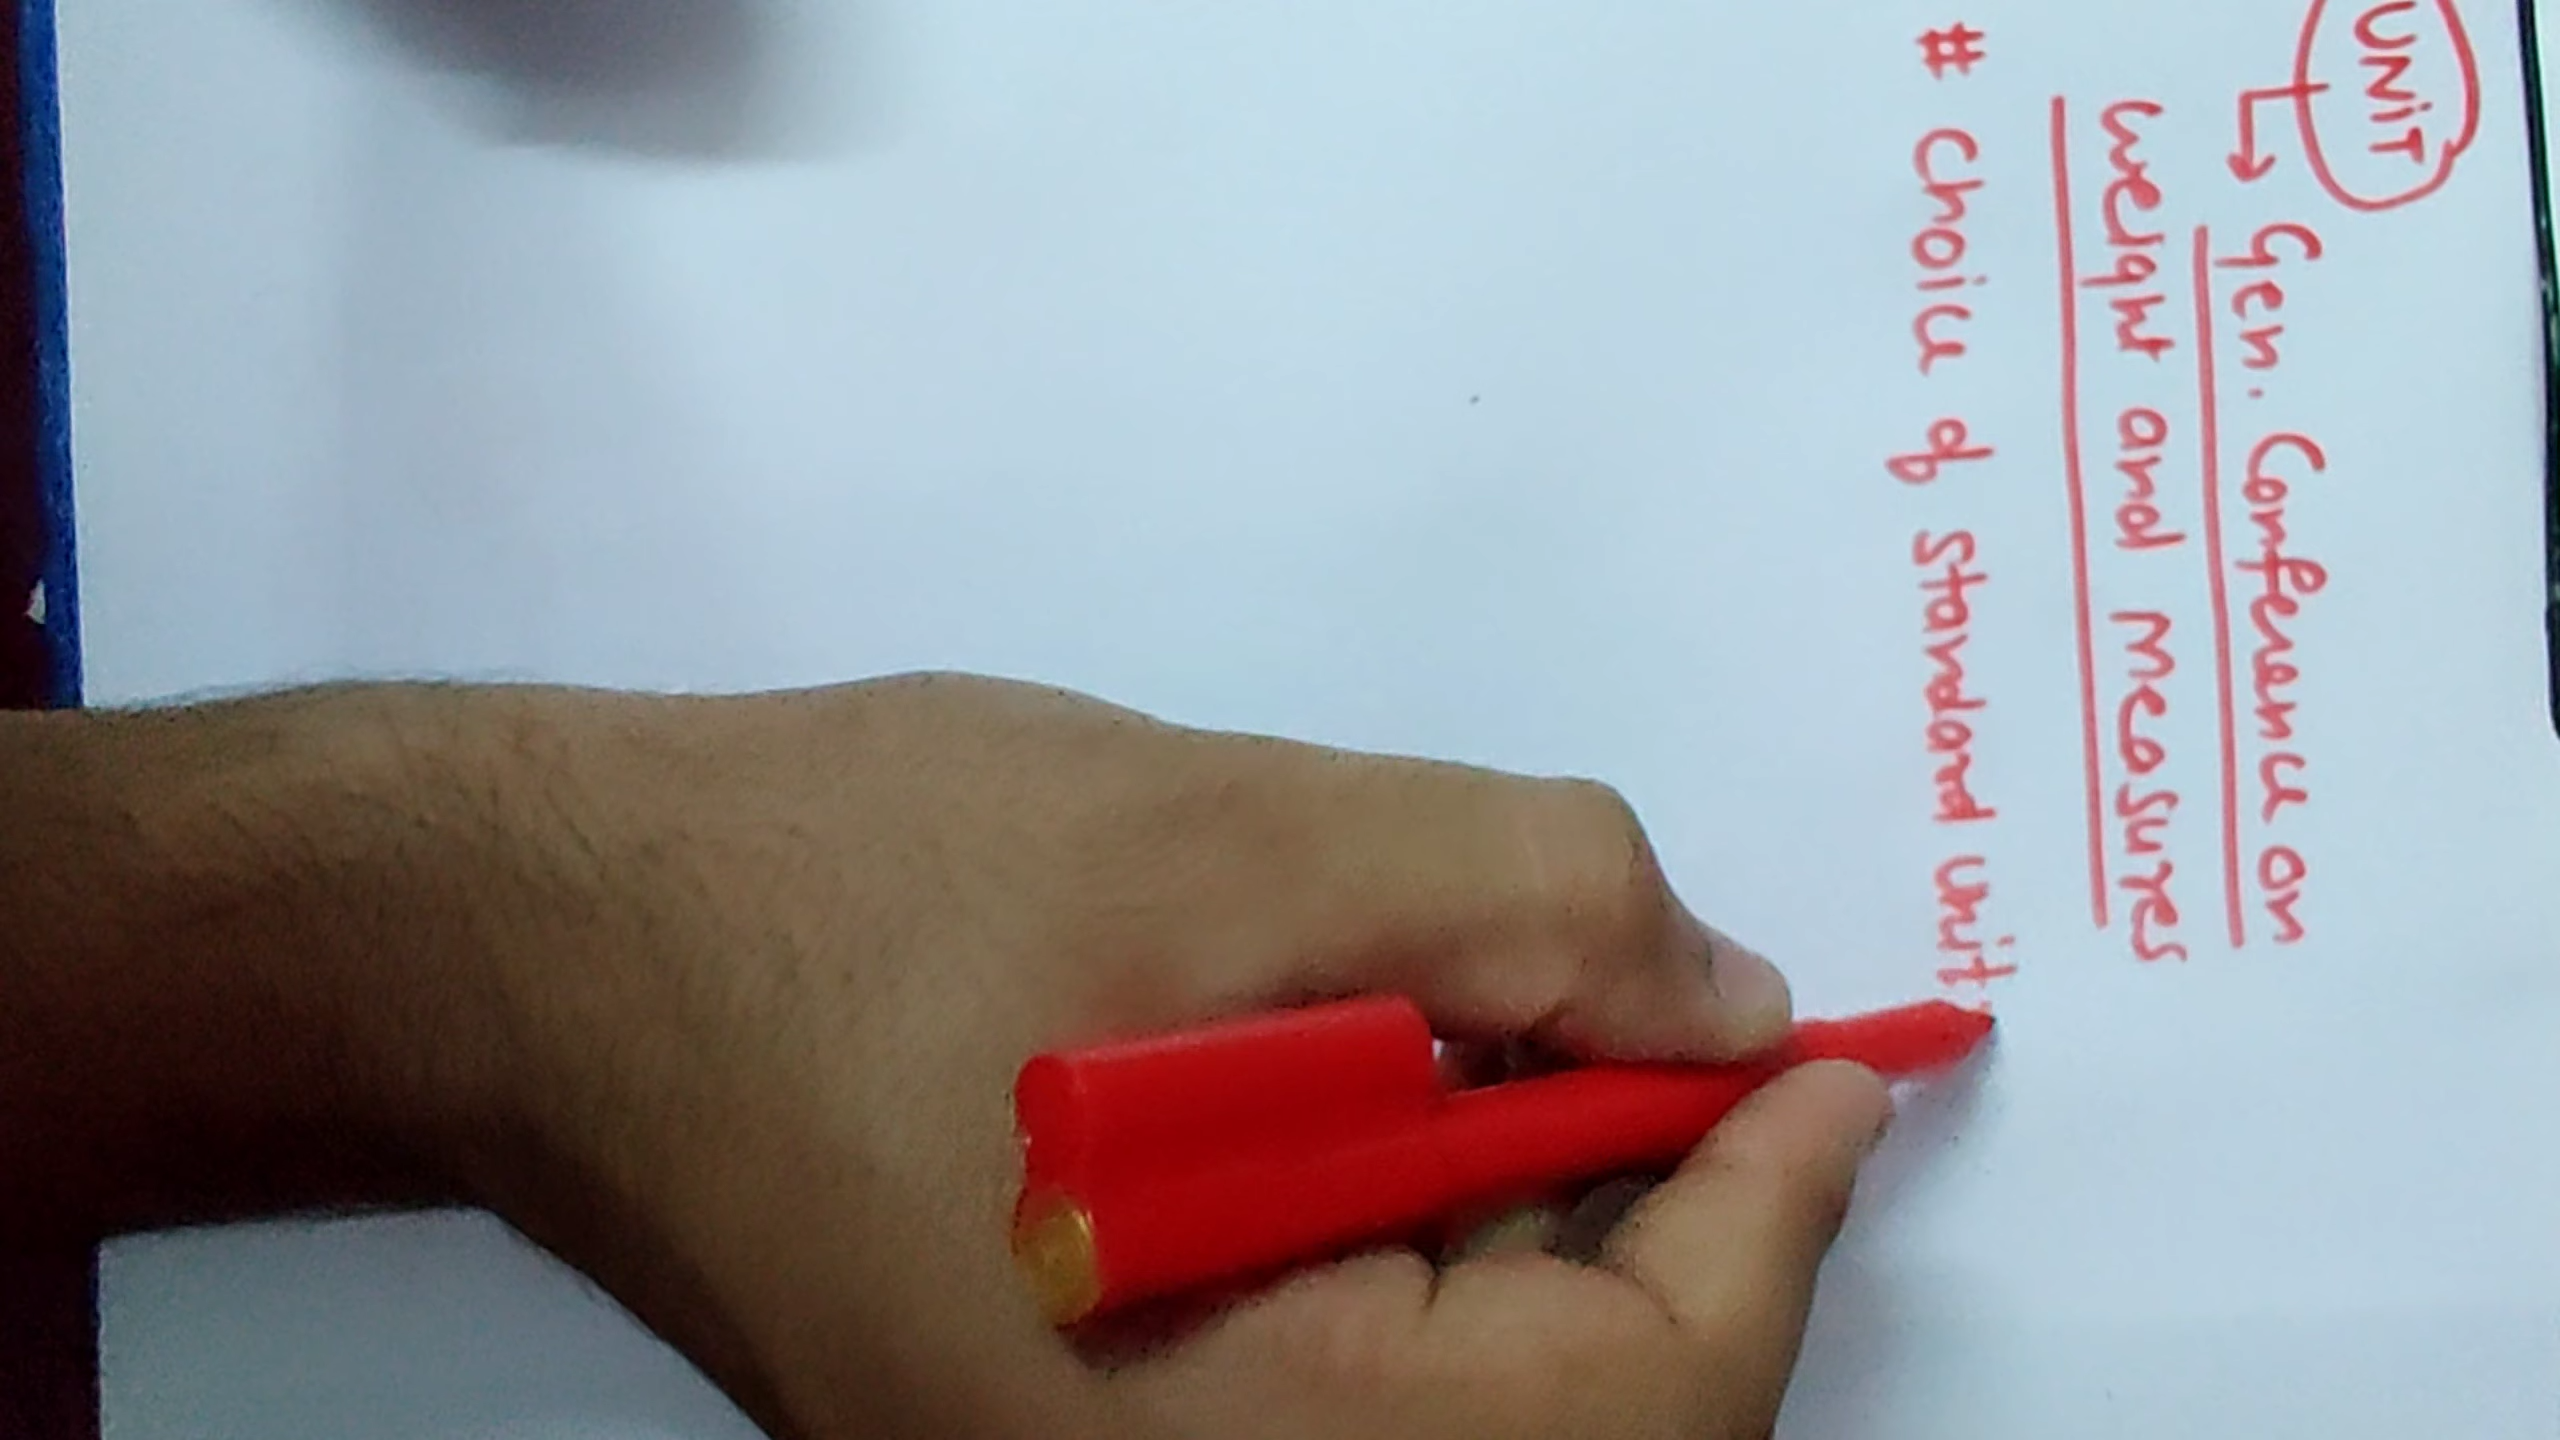 UNIT
↳ Gen. Conference on
Weight and Measures
# Choice of Standard Unit